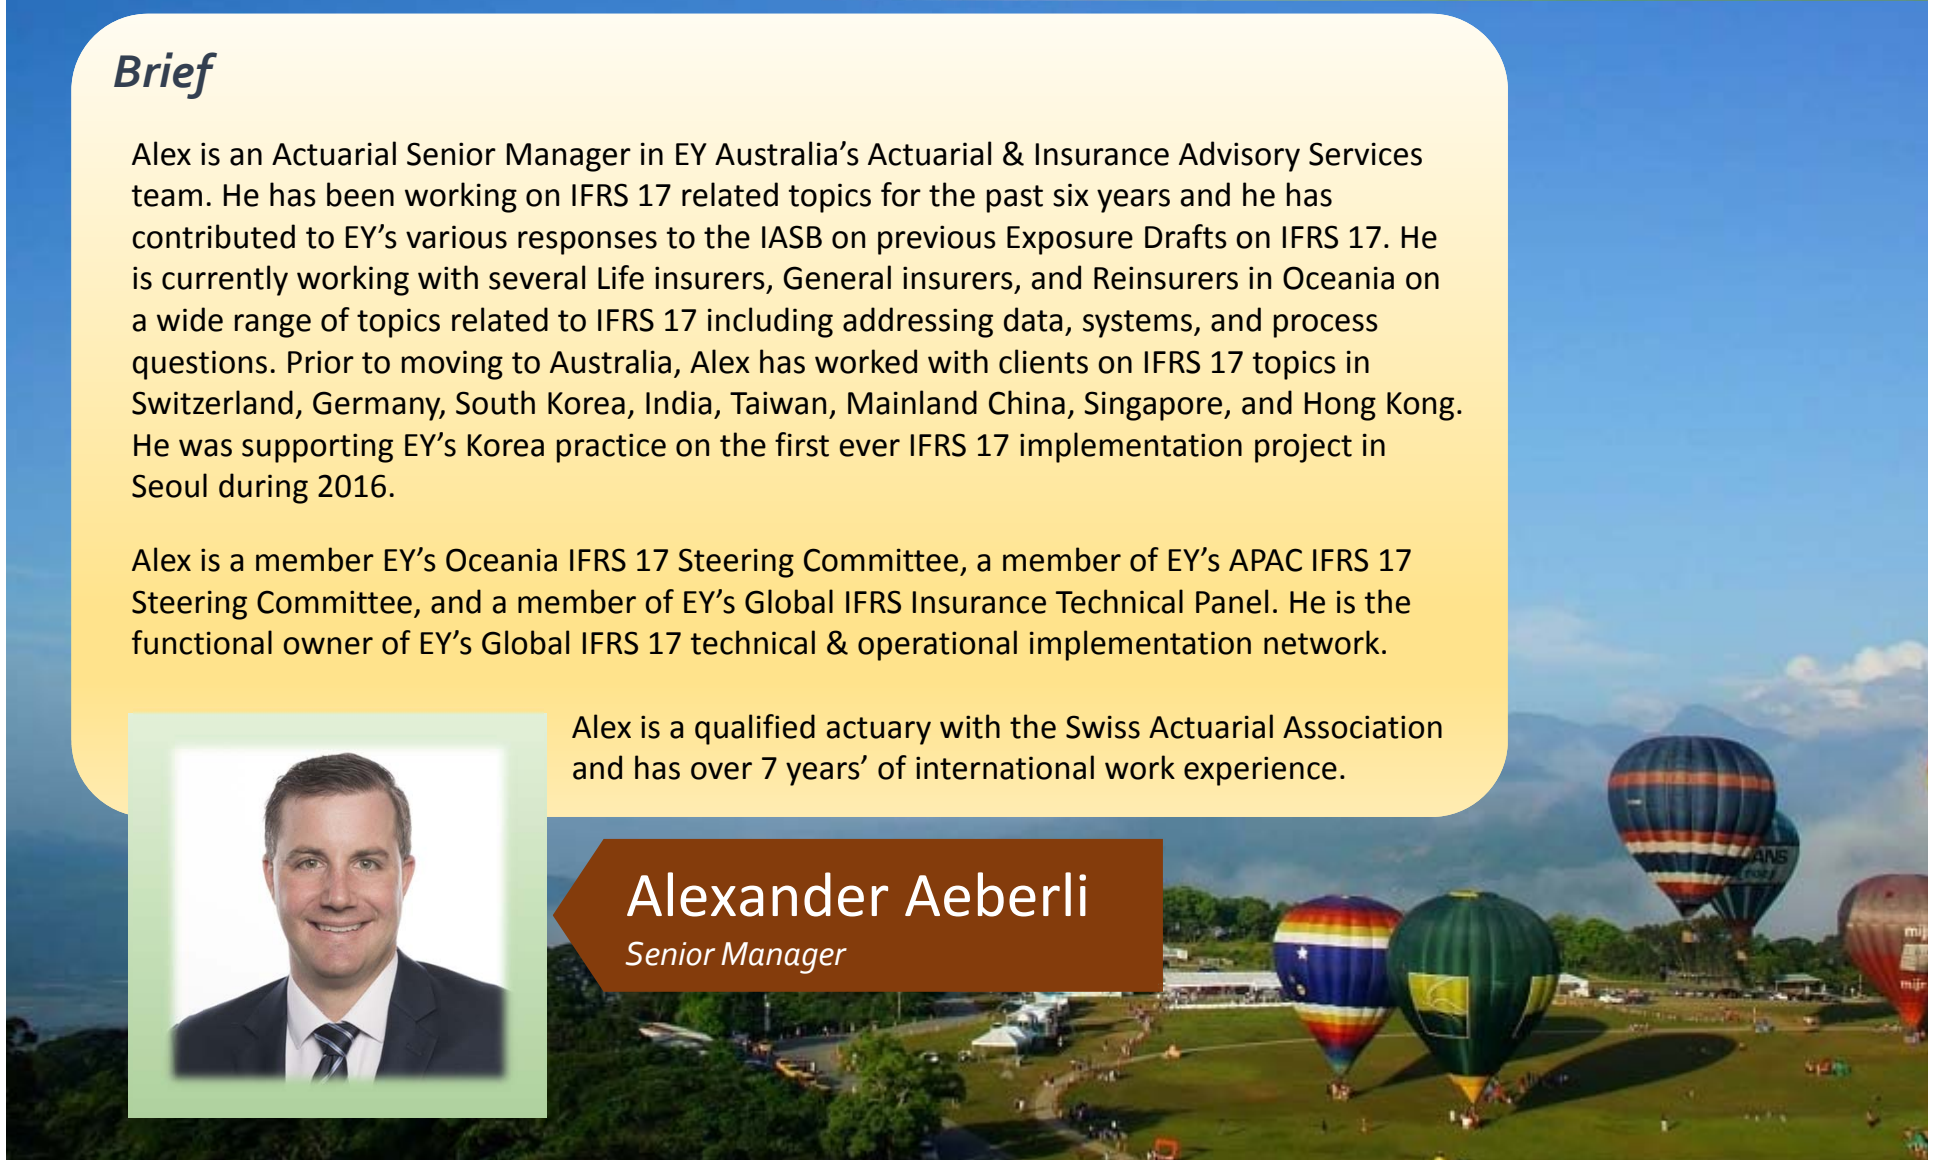 Brief
Alex is an Actuarial Senior Manager in EY Australia’s Actuarial & Insurance Advisory Services
team. He has been working on IFRS 17 related topics for the past six years and he has
contributed to EY’s various responses to the IASB on previous Exposure Drafts on IFRS 17. He
is currently working with several Life insurers, General insurers, and Reinsurers in Oceania on
a wide range of topics related to IFRS 17 including addressing data, systems, and process
questions. Prior to moving to Australia, Alex has worked with clients on IFRS 17 topics in
Switzerland, Germany, South Korea, India, Taiwan, Mainland China, Singapore, and Hong Kong.
He was supporting EY’s Korea practice on the first ever IFRS 17 implementation project in
Seoul during 2016.
Alex is a member EY’s Oceania IFRS 17 Steering Committee, a member of EY’s APAC IFRS 17
Steering Committee, and a member of EY’s Global IFRS Insurance Technical Panel. He is the
functional owner of EY’s Global IFRS 17 technical & operational implementation network.
Alex is a qualified actuary with the Swiss Actuarial Association
and has over 7 years’ of international work experience.
Alexander Aeberli
Senior Manager